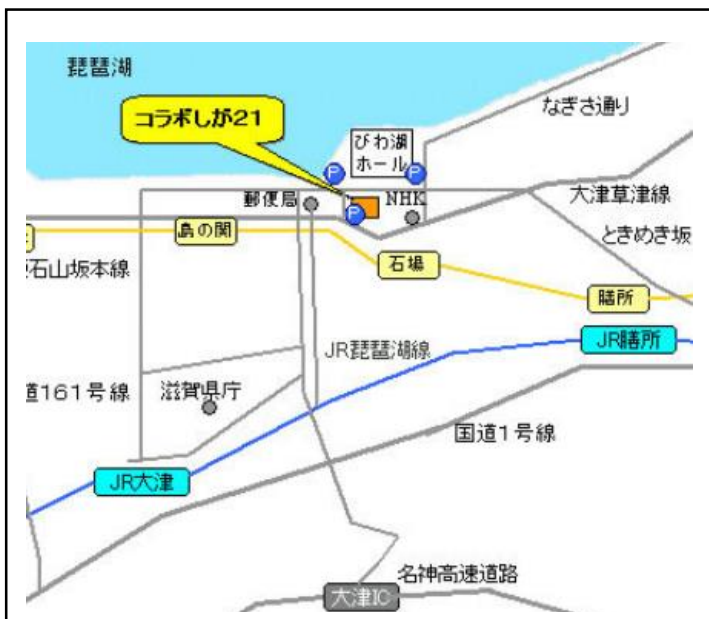 琵琶湖
コラボしが21
なぎさ通り
びわ湖
ホール
P
P
郵便局
P
NHK
大津草津線
島の関
ときめき坂
石山坂本線
石場
膳所
JR琵琶湖線
JR膳所
道161号線
滋賀県庁
国道1号線
JR大津
名神高速道路
大津IC